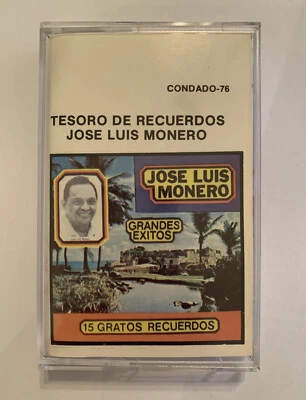 CONDADO-76
TESORO DE RECUERDOS
JOSE LUIS MONERO
JOSE LUIS
MONERO
GRANDES
EXITOS
15 GRATOS RECUERDOS